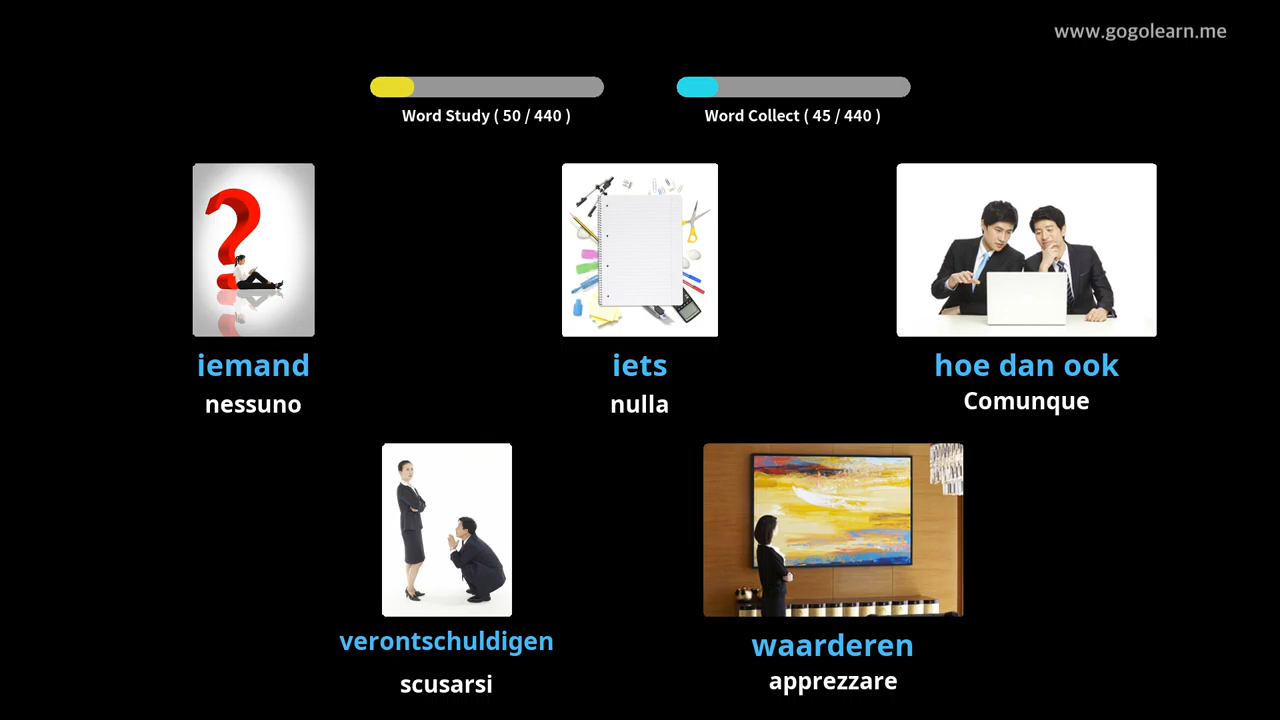 www.gogolearn.me
Word Study ( 50 / 440 )
Word Collect ( 45 / 440 )
iemand
nessuno
iets
nulla
hoe dan ook
Comunque
verontschuldigen
scusarsi
waarderen
apprezzare